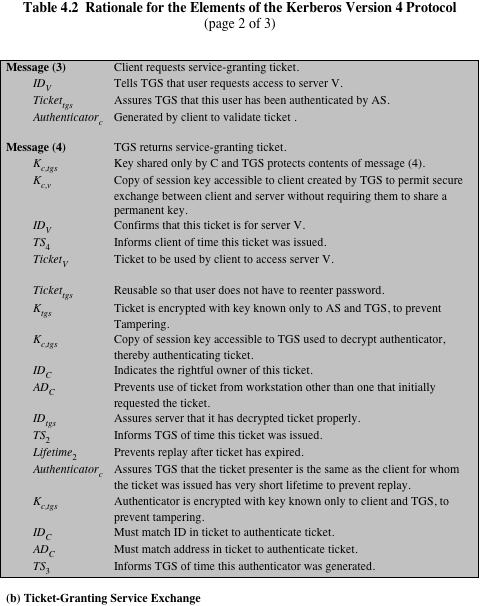 Table 4.2 Rationale for the Elements of the Kerberos Version 4 Protocol
(page 2 of 3)
Message (3) Client requests service-granting ticket.
ID_V Tells TGS that user requests access to server V.
Ticket_tgs Assures TGS that this user has been authenticated by AS.
Authenticator_c Generated by client to validate ticket .
Message (4) TGS returns service-granting ticket.
K_c,tgs Key shared only by C and TGS protects contents of message (4).
K_c,v Copy of session key accessible to client created by TGS to permit secure
exchange between client and server without requiring them to share a
permanent key.
ID_V Confirms that this ticket is for server V.
TS_4 Informs client of time this ticket was issued.
Ticket_V Ticket to be used by client to access server V.
Ticket_tgs Reusable so that user does not have to reenter password.
K_tgs Ticket is encrypted with key known only to AS and TGS, to prevent
Tampering.
K_c,tgs Copy of session key accessible to TGS used to decrypt authenticator,
thereby authenticating ticket.
ID_C Indicates the rightful owner of this ticket.
AD_C Prevents use of ticket from workstation other than one that initially
requested the ticket.
ID_tgs Assures server that it has decrypted ticket properly.
TS_2 Informs TGS of time this ticket was issued.
Lifetime_2 Prevents replay after ticket has expired.
Authenticator_c Assures TGS that the ticket presenter is the same as the client for whom
the ticket was issued has very short lifetime to prevent replay.
K_c,tgs Authenticator is encrypted with key known only to client and TGS, to
prevent tampering.
ID_C Must match ID in ticket to authenticate ticket.
AD_C Must match address in ticket to authenticate ticket.
TS_3 Informs TGS of time this authenticator was generated.
(b) Ticket-Granting Service Exchange